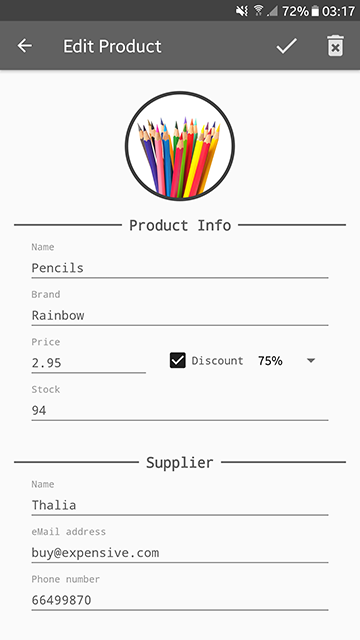 72% 03:17
Edit Product
Product Info
Name
Pencils
Brand
Rainbow
Price
2.95 Discount 75%
Stock
94
Supplier
Name
Thalia
eMail address
buy@expensive.com
Phone number
66499870